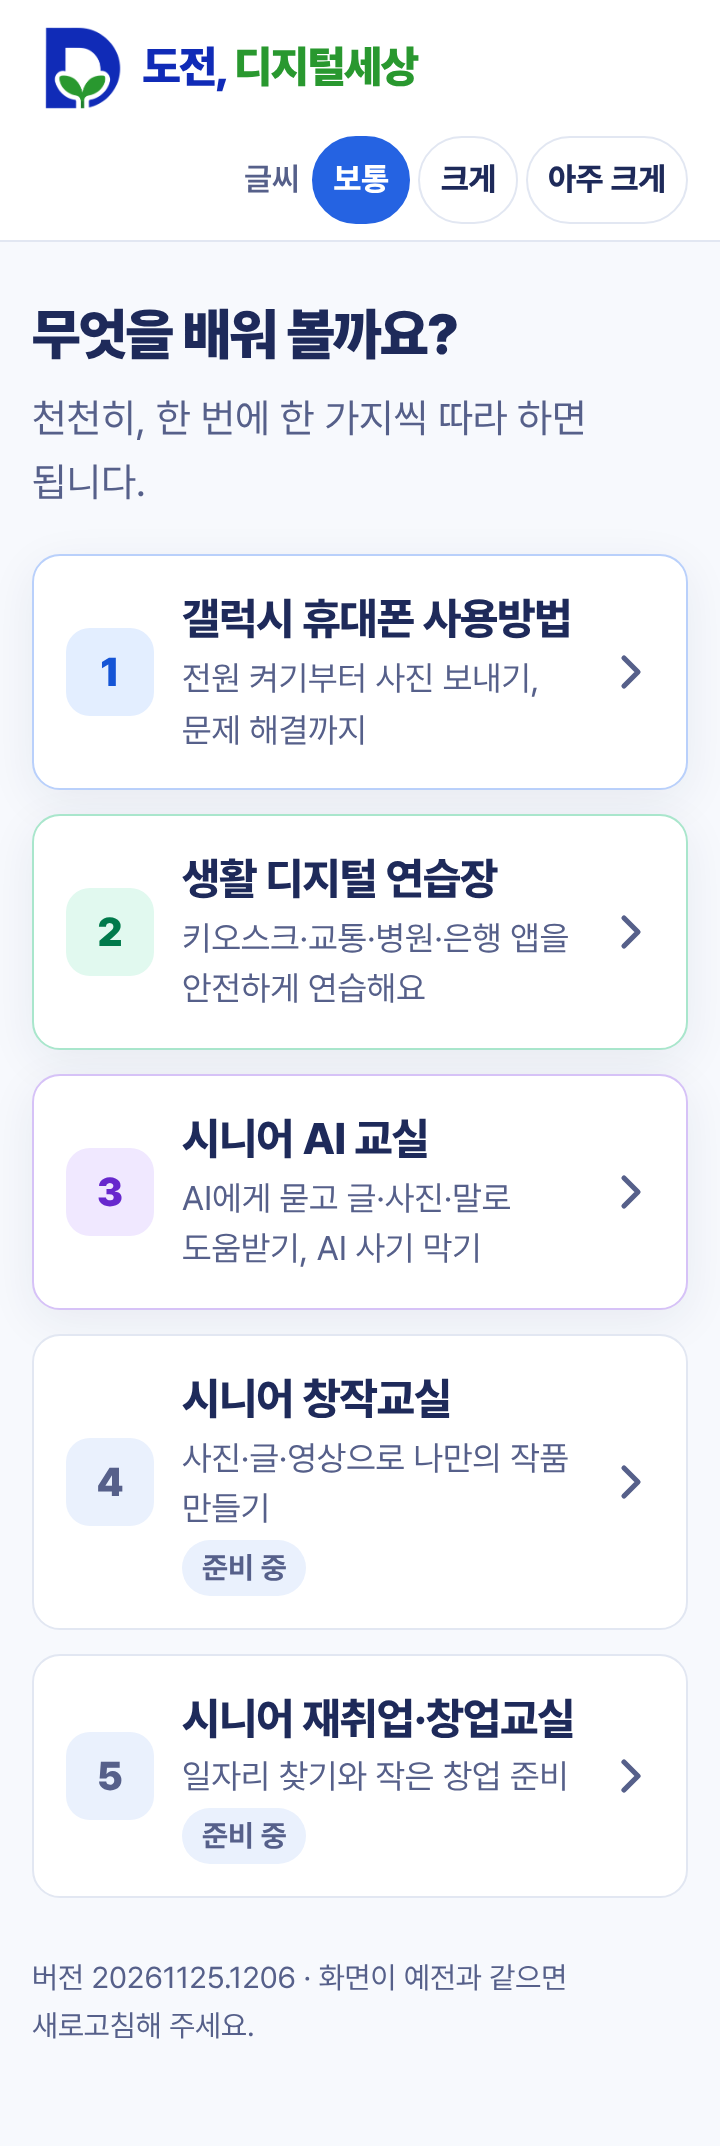 도전, 디지털세상
글씨 보통 크게 아주 크게
무엇을 배워 볼까요?
천천히, 한 번에 한 가지씩 따라 하면
됩니다.
1
갤럭시 휴대폰 사용방법
전원 켜기부터 사진 보내기,
문제 해결까지
2
생활 디지털 연습장
키오스크·교통·병원·은행 앱을
안전하게 연습해요
3
시니어 AI 교실
AI에게 묻고 글·사진·말로
도움받기, AI 사기 막기
4
시니어 창작교실
사진·글·영상으로 나만의 작품
만들기
준비 중
5
시니어 재취업·창업교실
일자리 찾기와 작은 창업 준비
준비 중
버전 20261125.1206 · 화면이 예전과 같으면
새로고침해 주세요.